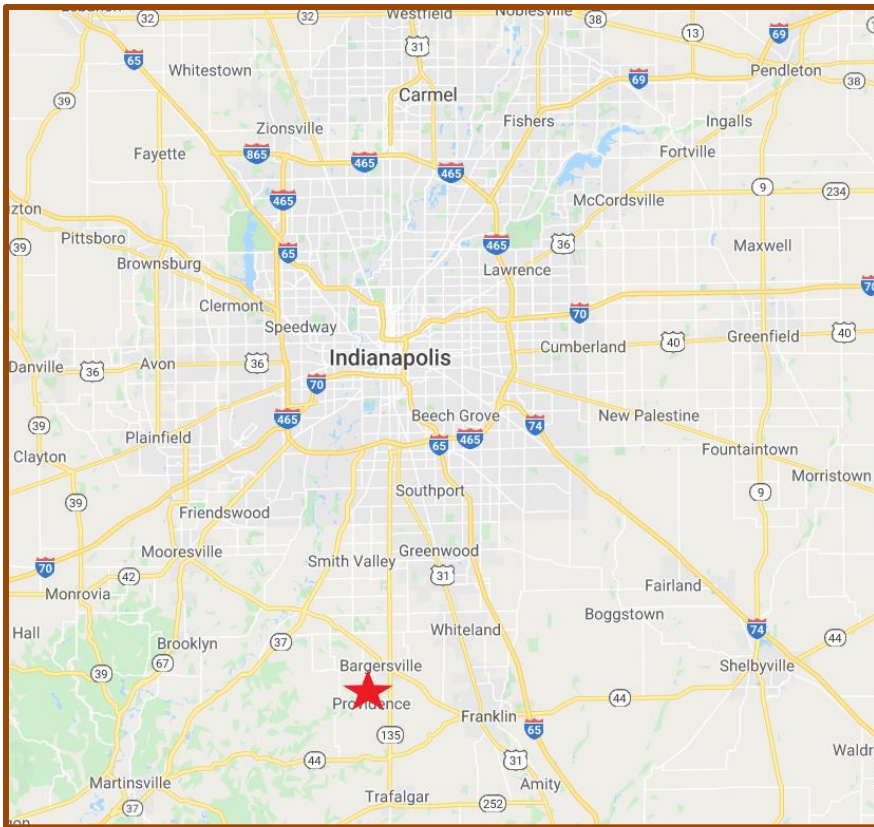 Lebanon
32
32
Westfield
Noblesville
38
31
13
69
Pendleton
65
Whitestown
69
38
39
Carmel
Zionsville
Fishers
Ingalls
Fayette
865
465
465
Fortville
465
9
234
McCordsville
zton
39
Pittsboro
65
465
36
Maxwell
Brownsburg
Lawrence
70
Clermont
70
Speedway
40
Indianapolis
Cumberland
40
Greenfield
Danville
36
Avon
36
70
39
465
Beech Grove
74
New Palestine
Plainfield
65
465
Clayton
Fountaintown
Morristown
39
Southport
9
Friendswood
Mooresville
Smith Valley
Greenwood
70
42
31
Monrovia
Fairland
Boggstown
Hall
Brooklyn
37
Whiteland
74
44
39
67
Bargersville
Shelbyville
Providence
44
Franklin
135
65
44
31
Martinsville
Amity
Trafalgar
252
37